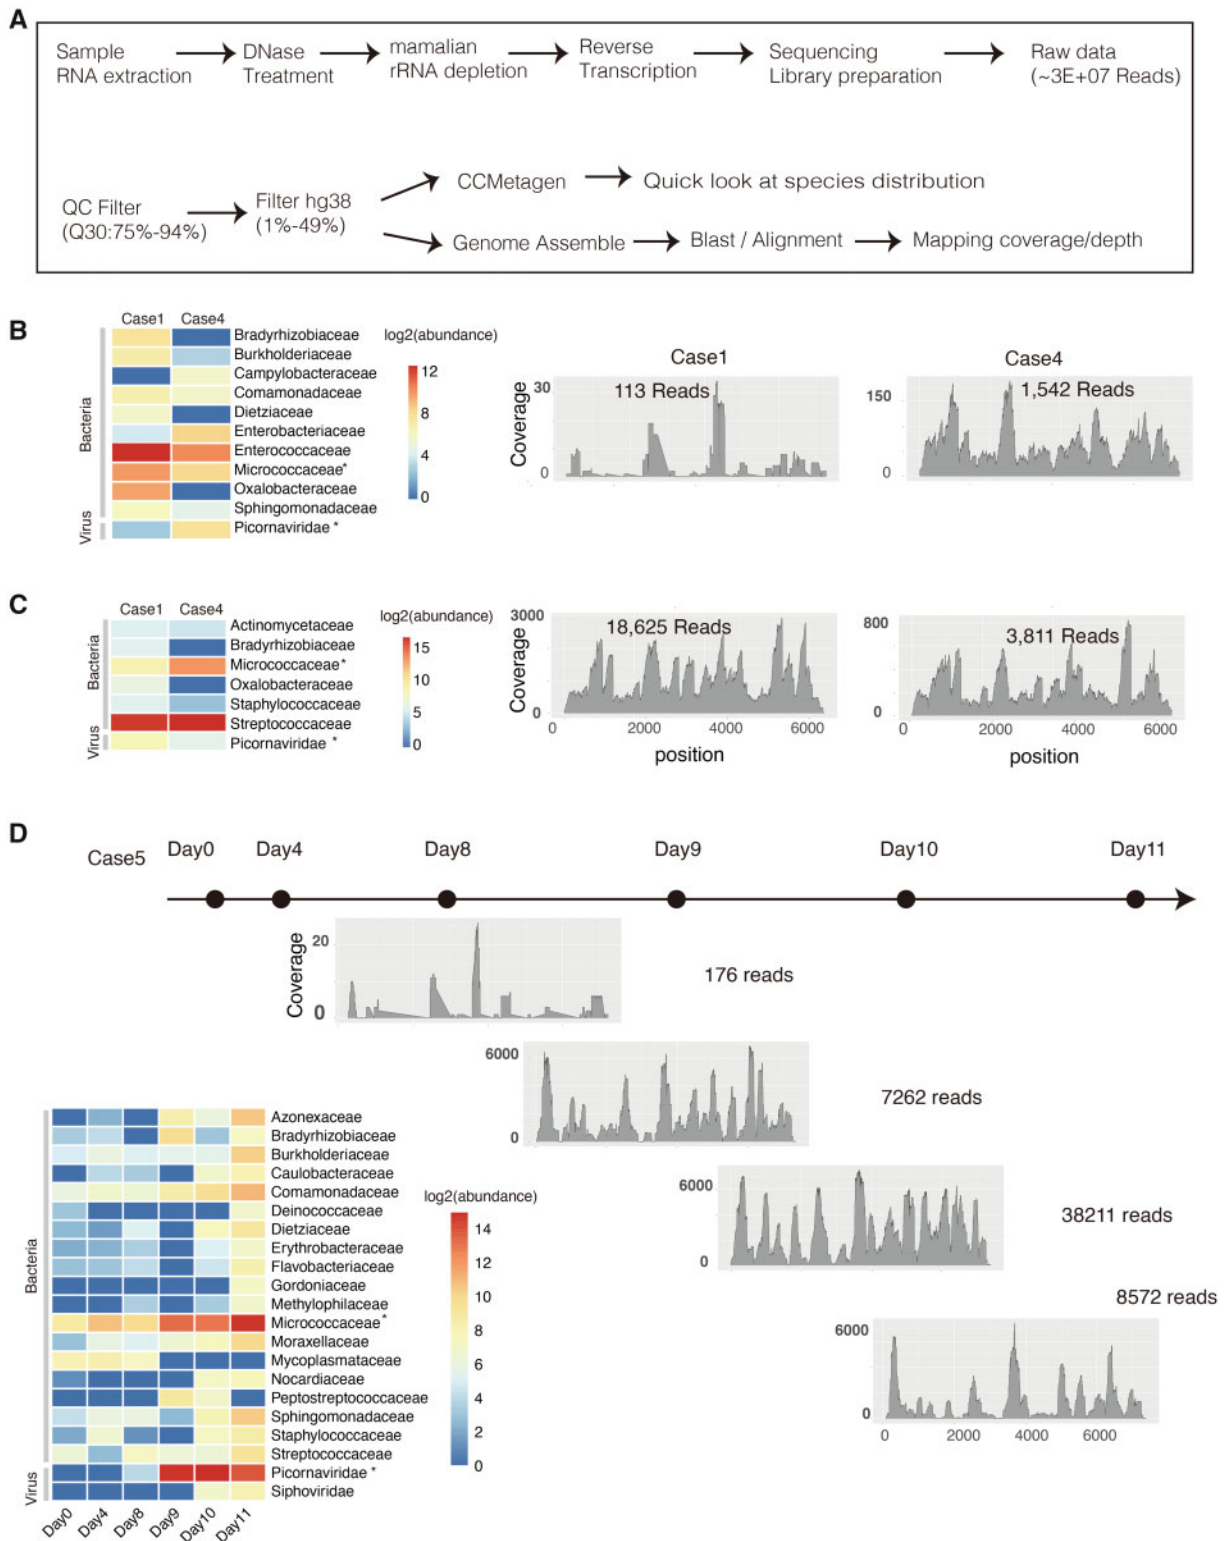 A
Sample
RNA extraction
DNase
Treatment
mamalian
rRNA depletion
Reverse
Transcription
Sequencing
Library preparation
Raw data
(~3E+07 Reads)
QC Filter
(Q30:75%-94%)
Filter hg38
(1%-49%)
CCMetagen
Quick look at species distribution
Genome Assemble
Blast / Alignment
Mapping coverage/depth
B
Case1
Case4
Bacteria
Virus
Bradyrhizobiaceae
Burkholderiaceae
Campylobacteraceae
Comamonadaceae
Dietziaceae
Enterobacteriaceae
Enterococcaceae
Micrococcaceae*
Oxalobacteraceae
Sphingomonadaceae
Picornaviridae *
log2(abundance)
12
8
4
0
Case1
Coverage
30
0
113 Reads
Case4
150
0
1,542 Reads
C
Case1
Case4
Bacteria
Virus
Actinomycetaceae
Bradyrhizobiaceae
Micrococcaceae*
Oxalobacteraceae
Staphylococcaceae
Streptococcaceae
Picornaviridae *
log2(abundance)
15
10
5
0
Coverage
3000
0
18,625 Reads
0
2000
4000
6000
position
800
0
3,811 Reads
0
2000
4000
6000
position
D
Case5
Day0
Day4
Day8
Day9
Day10
Day11
Coverage
20
0
176 reads
6000
0
7262 reads
6000
0
38211 reads
8572 reads
6000
0
0
2000
4000
6000
Bacteria
Virus
Azonexaceae
Bradyrhizobiaceae
Burkholderiaceae
Caulobacteraceae
Comamonadaceae
Deinococcaceae
Dietziaceae
Erythrobacteraceae
Flavobacteriaceae
Gordoniaceae
Methylophilaceae
Micrococcaceae*
Moraxellaceae
Mycoplasmataceae
Nocardiaceae
Peptostreptococcaceae
Sphingomonadaceae
Staphylococcaceae
Streptococcaceae
Picornaviridae *
Siphoviridae
Day0
Day4
Day8
Day9
Day10
Day11
log2(abundance)
14
12
10
8
6
4
2
0